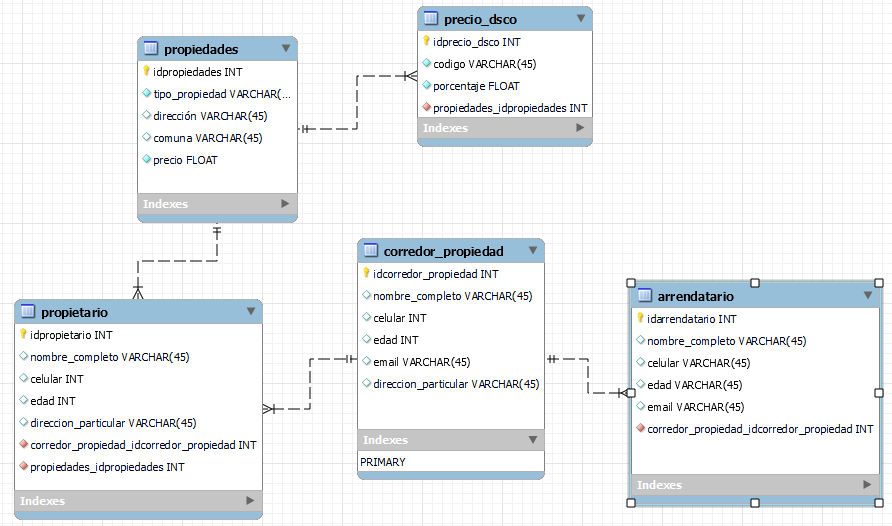 propiedades
idpropiedades INT
tipo_propiedad VARCHAR(...
dirección VARCHAR(45)
comuna VARCHAR(45)
precio FLOAT
Indexes
precio_dsco
idprecio_dsco INT
codigo VARCHAR(45)
porcentaje FLOAT
propiedades_idpropiedades INT
Indexes
propietario
idpropietario INT
nombre_completo VARCHAR(45)
celular INT
edad INT
direccion_particular VARCHAR(45)
corredor_propiedad_idcorredor_propiedad INT
propiedades_idpropiedades INT
Indexes
corredor_propiedad
idcorredor_propiedad INT
nombre_completo VARCHAR(45)
celular INT
edad INT
email VARCHAR(45)
direccion_particular VARCHAR(45)
Indexes
PRIMARY
arrendatario
idarrendatario INT
nombre_completo VARCHAR(45)
celular VARCHAR(45)
edad VARCHAR(45)
email VARCHAR(45)
corredor_propiedad_idcorredor_propiedad INT
Indexes